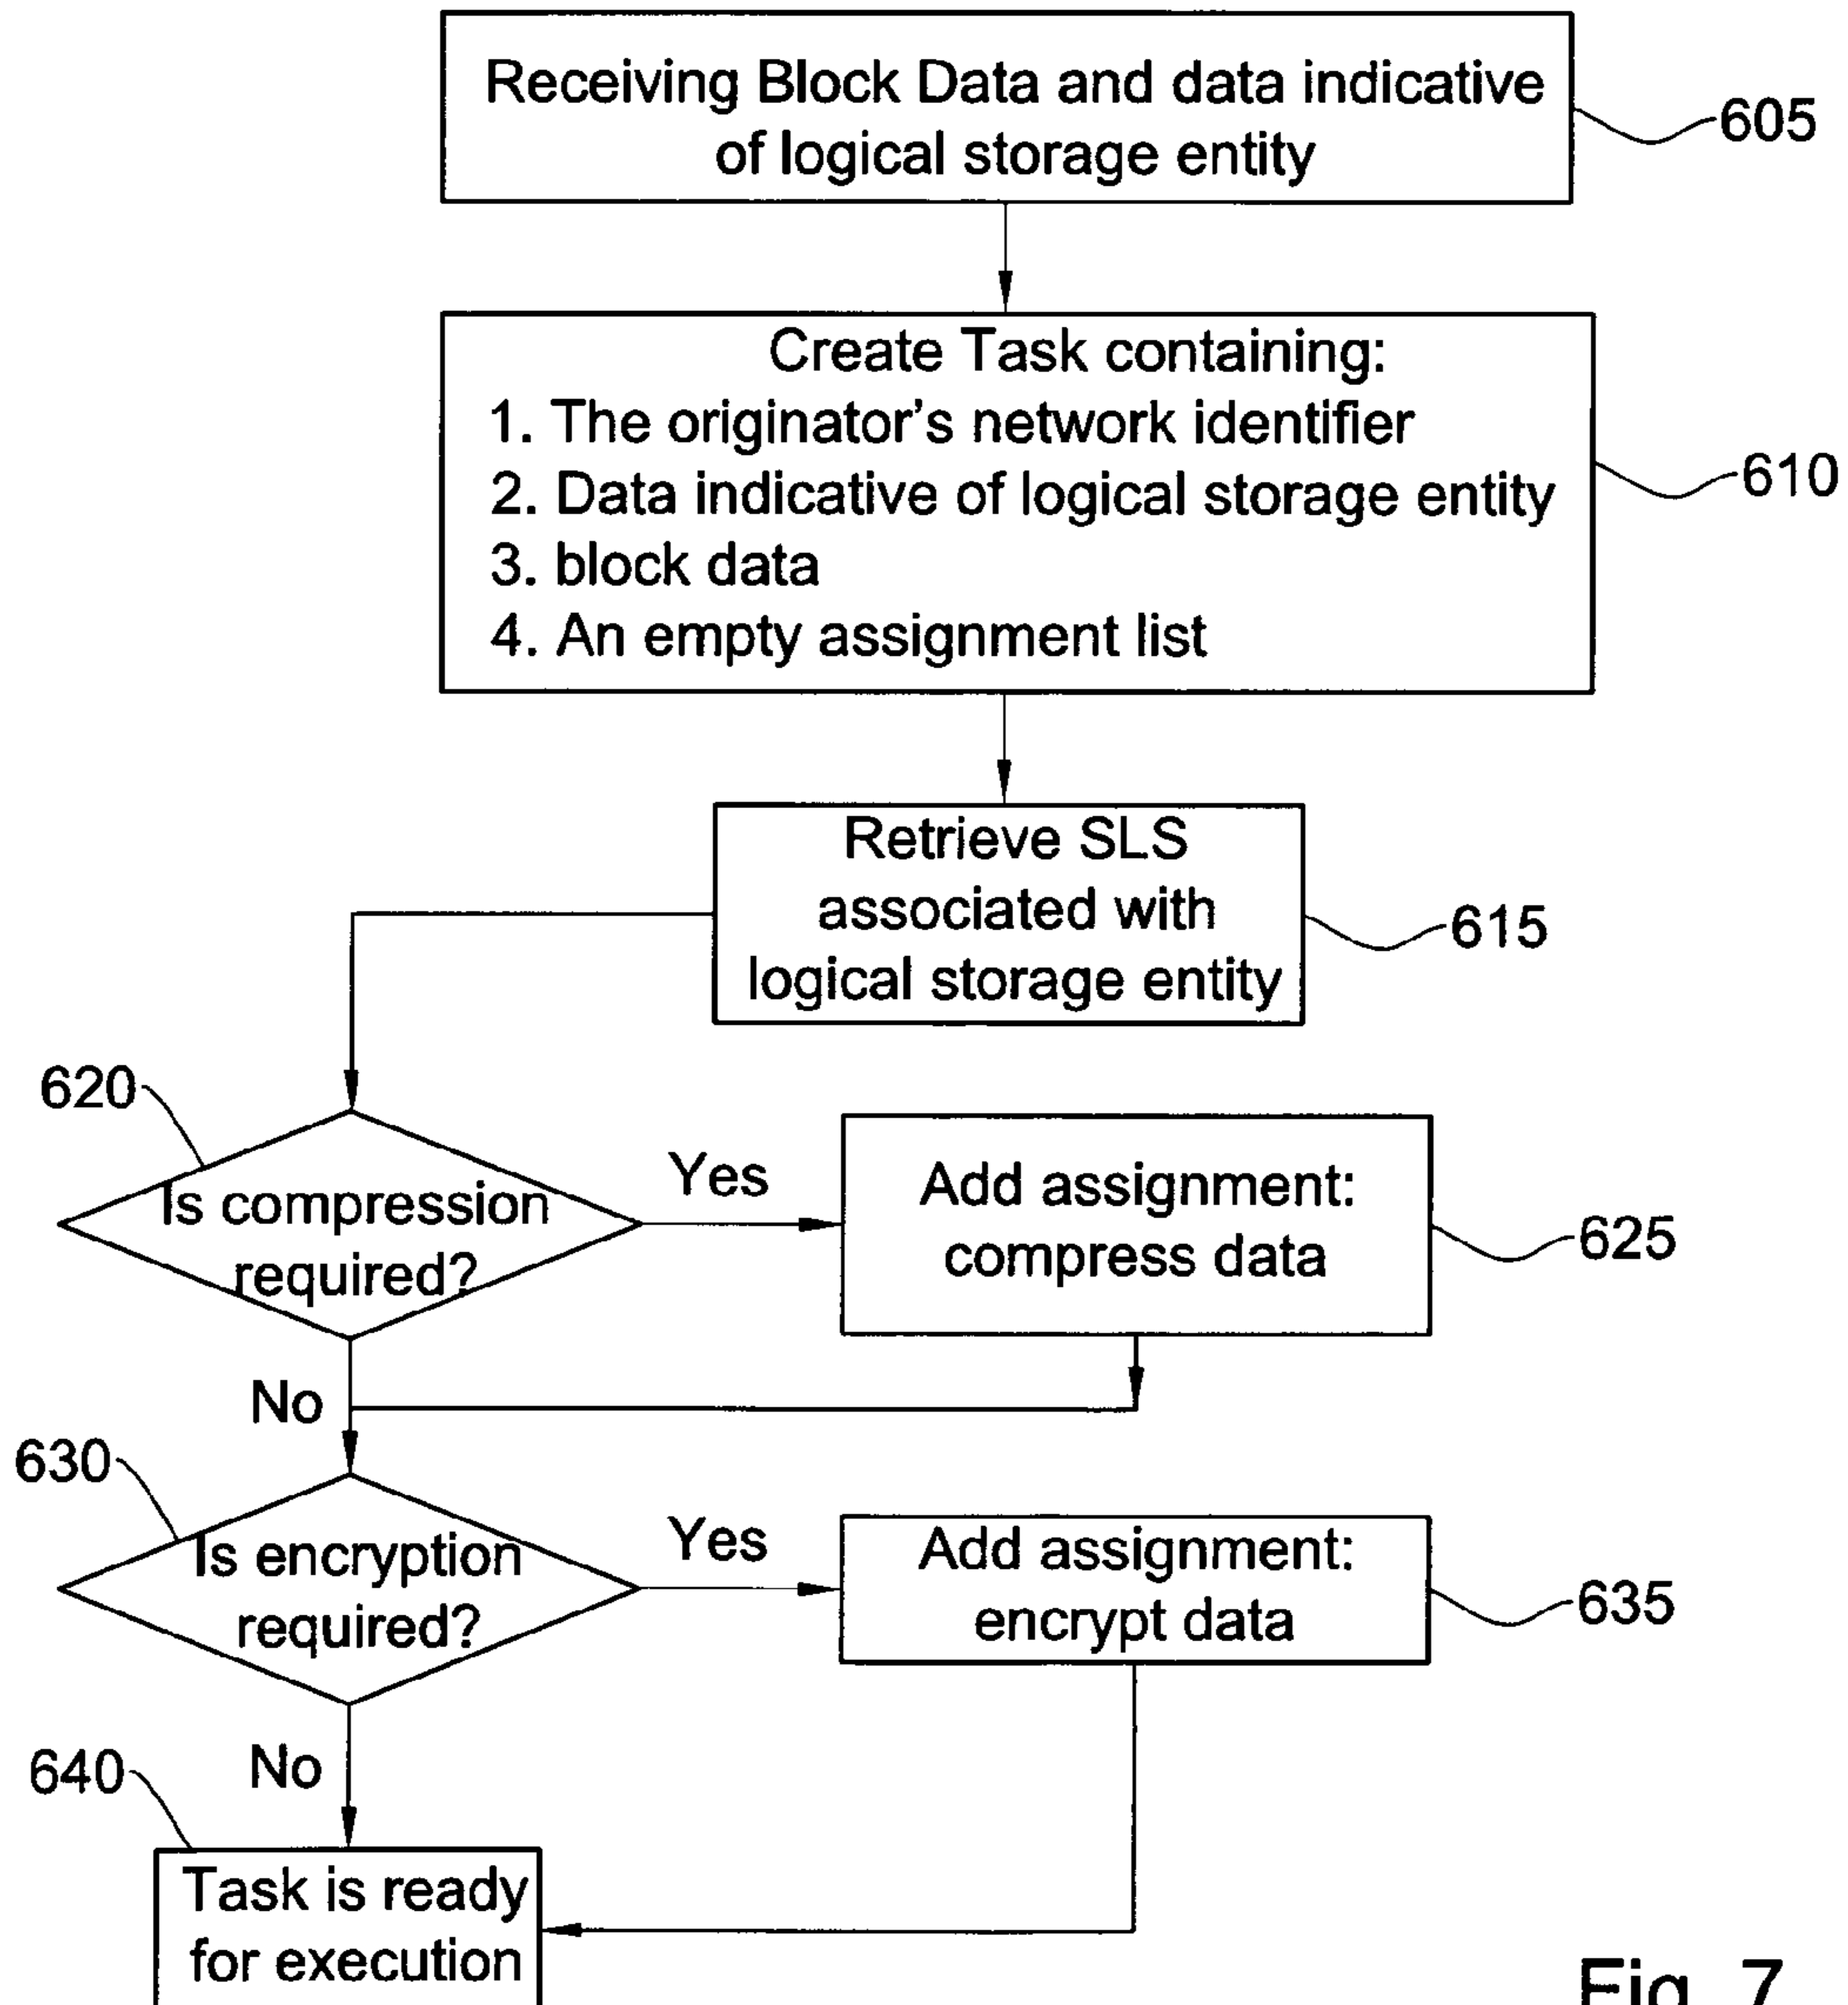 Receiving Block Data and data indicative
of logical storage entity
605
Create Task containing:
1. The originator's network identifier
2. Data indicative of logical storage entity
3. block data
4. An empty assignment list
610
Retrieve SLS
associated with
logical storage entity
615
620
Is compression
required?
Yes
Add assignment:
compress data
625
No
630
Is encryption
required?
Yes
Add assignment:
encrypt data
635
No
640
Task is ready
for execution
Fig. 7